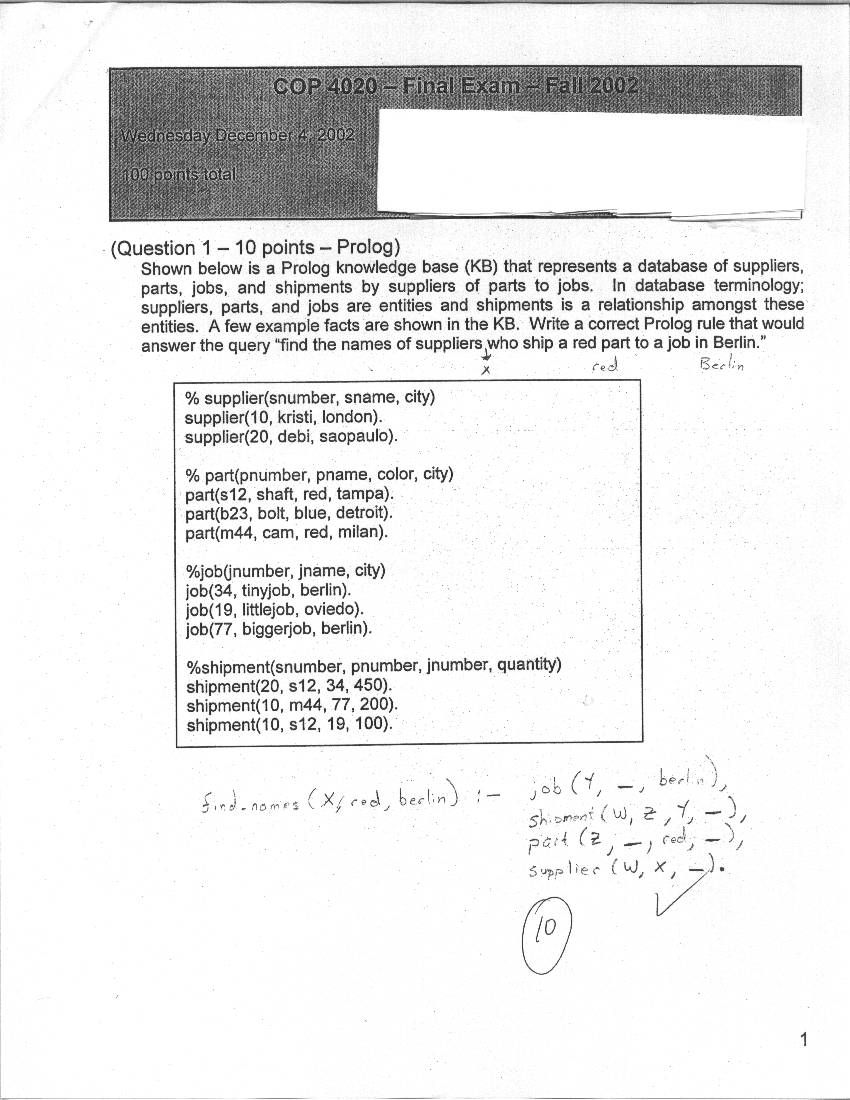 COP 4020 – Final Exam – Fall 2002
Wednesday December 4, 2002
100 points total
(Question 1 – 10 points – Prolog)
Shown below is a Prolog knowledge base (KB) that represents a database of suppliers,
parts, jobs, and shipments by suppliers of parts to jobs. In database terminology;
suppliers, parts, and jobs are entities and shipments is a relationship amongst these
entities. A few example facts are shown in the KB. Write a correct Prolog rule that would
answer the query “find the names of suppliers who ship a red part to a job in Berlin.”
x red Berlin
% supplier(snumber, sname, city)
supplier(10, kristi, london).
supplier(20, debi, saopaulo).
% part(pnumber, pname, color, city)
part(s12, shaft, red, tampa).
part(b23, bolt, blue, detroit).
part(m44, cam, red, milan).
%job(jnumber, jname, city)
job(34, tinyjob, berlin).
job(19, littlejob, oviedo).
job(77, biggerjob, berlin).
%shipment(snumber, pnumber, jnumber, quantity)
shipment(20, s12, 34, 450).
shipment(10, m44, 77, 200).
shipment(10, s12, 19, 100).
find_names (X, red, berlin) :- job (Y, _, berlin),
shipment (W, Z, Y, _),
part (Z, _, red, _),
supplier (W, X, _).
10
1